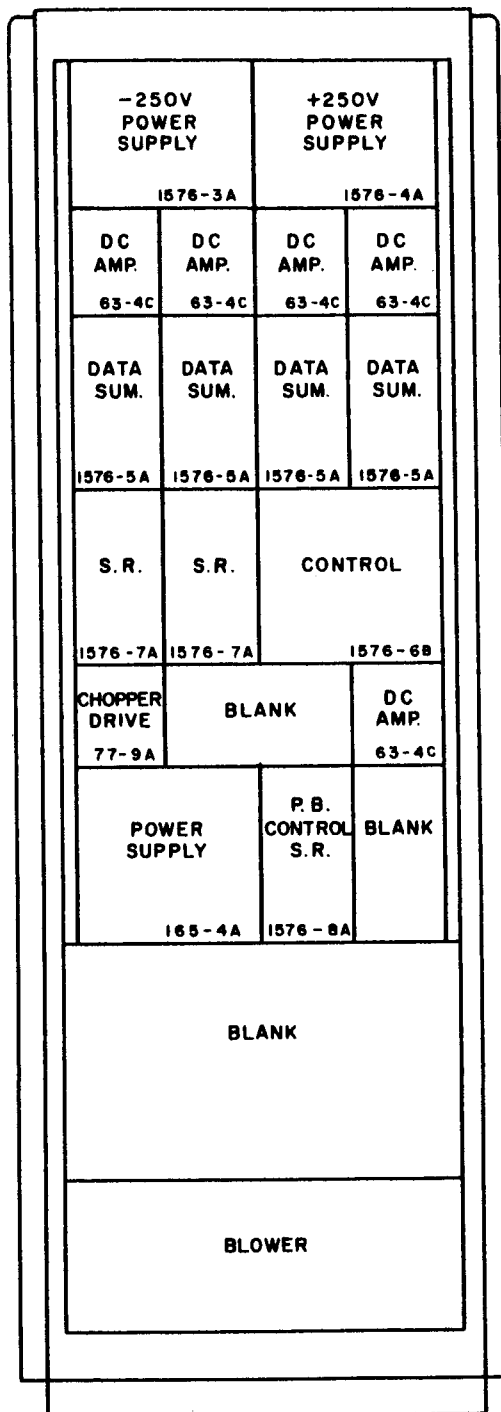 -250V
POWER
SUPPLY
1576-3A
+250V
POWER
SUPPLY
1576-4A
DC
AMP.
63-4C
DC
AMP.
63-4C
DC
AMP.
63-4C
DC
AMP.
63-4C
DATA
SUM.
1576-5A
DATA
SUM.
1576-5A
DATA
SUM.
1576-5A
DATA
SUM.
1576-5A
S.R.
1576-7A
S.R.
1576-7A
CONTROL
1576-6B
CHOPPER
DRIVE
77-9A
BLANK
DC
AMP.
63-4C
POWER
SUPPLY
165-4A
P.B.
CONTROL
S.R.
1576-8A
BLANK
BLANK
BLOWER